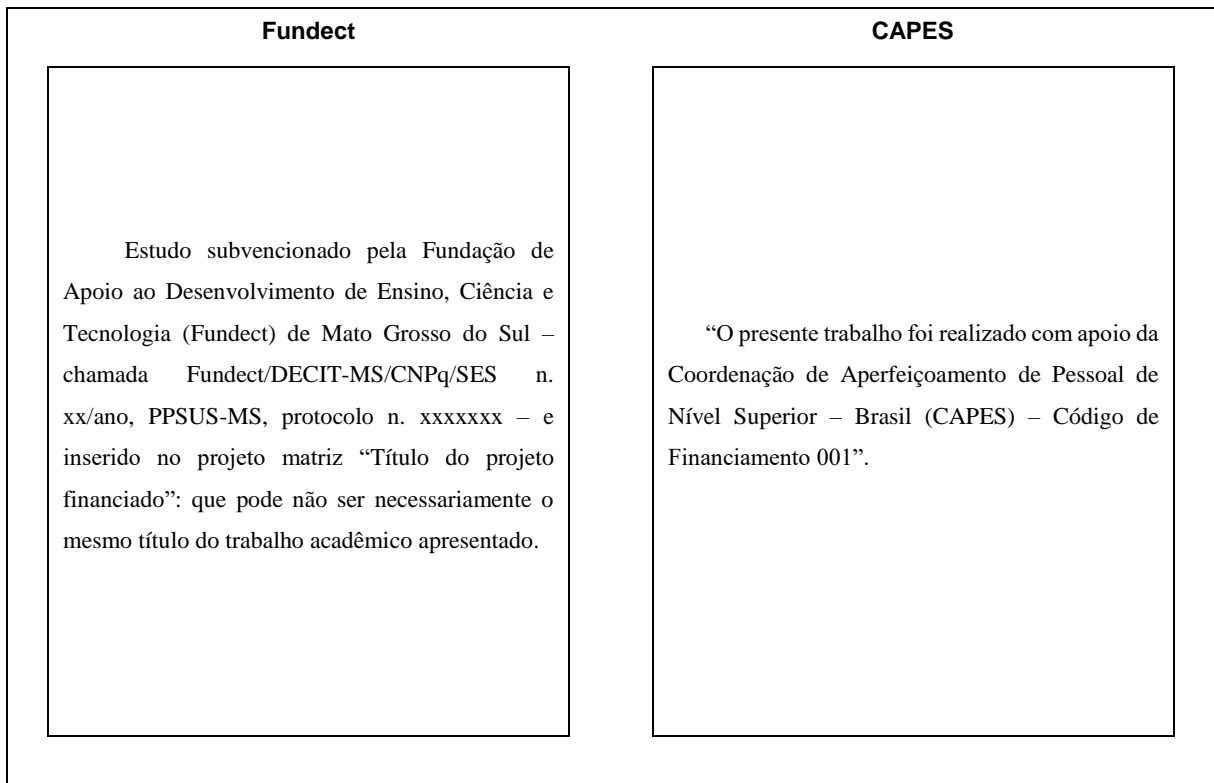 Fundect
Estudo subvencionado pela Fundação de
Apoio ao Desenvolvimento de Ensino, Ciência e
Tecnologia (Fundect) de Mato Grosso do Sul –
chamada Fundect/DECIT-MS/CNPq/SES n.
xx/ano, PPSUS-MS, protocolo n. xxxxxxx – e
inserido no projeto matriz “Título do projeto
financiado”: que pode não ser necessariamente o
mesmo título do trabalho acadêmico apresentado.
CAPES
“O presente trabalho foi realizado com apoio da
Coordenação de Aperfeiçoamento de Pessoal de
Nível Superior – Brasil (CAPES) – Código de
Financiamento 001”.